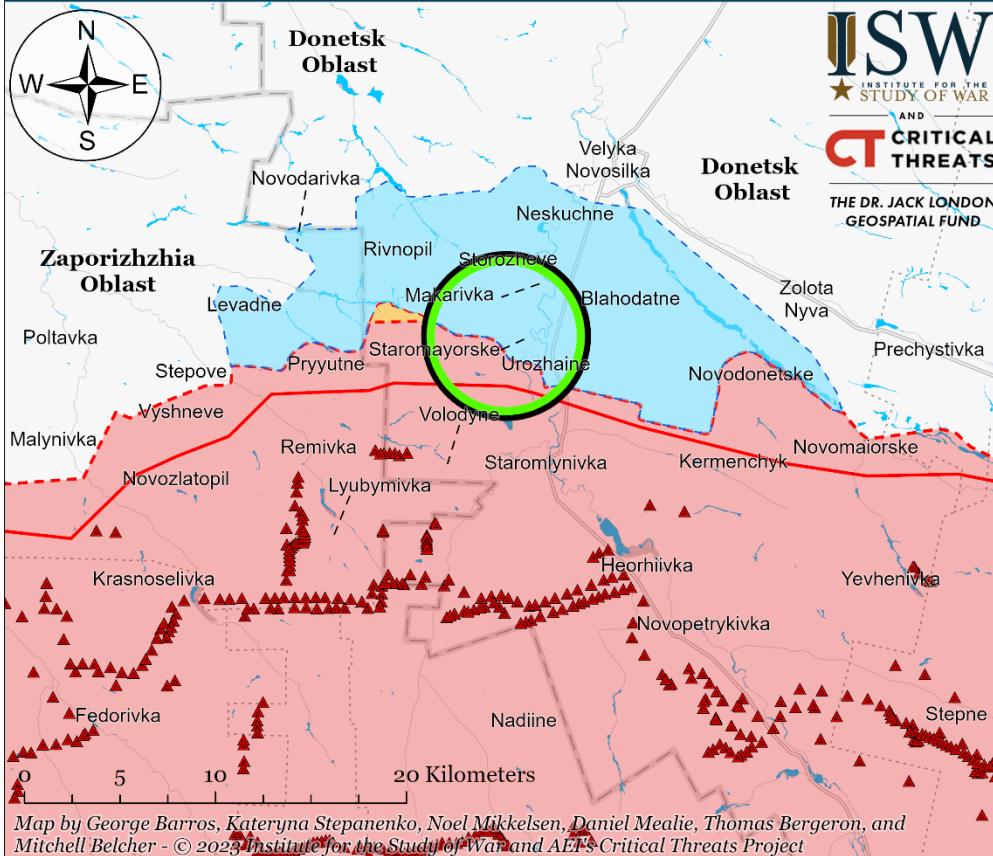 N
W
E
S
Donetsk
Oblast
ISW
INSTITUTE FOR THE
STUDY OF WAR
AND
CT CRITICAL
THREATS
THE DR. JACK LONDON
GEOSPATIAL FUND
Velyka
Novosilka
Donetsk
Oblast
Novodarivka
Neskuchne
Rivnopil
Zaporizhzhia
Oblast
Storozheve
Levadne
Makarivka
Blahodatne
Zolota
Nyva
Poltavka
Staromayorske
Prechystivka
Stepove
Pryyutne
Urozhaine
Novodonetske
Vyshneve
Volodyne
Malynivka
Remivka
Novomaiorske
Novozlatopil
Staromlynivka
Kermenchyk
Lyubymivka
Krasnoselivka
Heorhiivka
Yevhenivka
Novopetrykivka
Fedorivka
Nadiine
Stepne
0 5 10 20 Kilometers
Map by George Barros, Kateryna Stepanenko, Noel Mikkelsen, Daniel Mealie, Thomas Bergeron, and
Mitchell Belcher - © 2023 Institute for the Study of War and AEI's Critical Threats Project